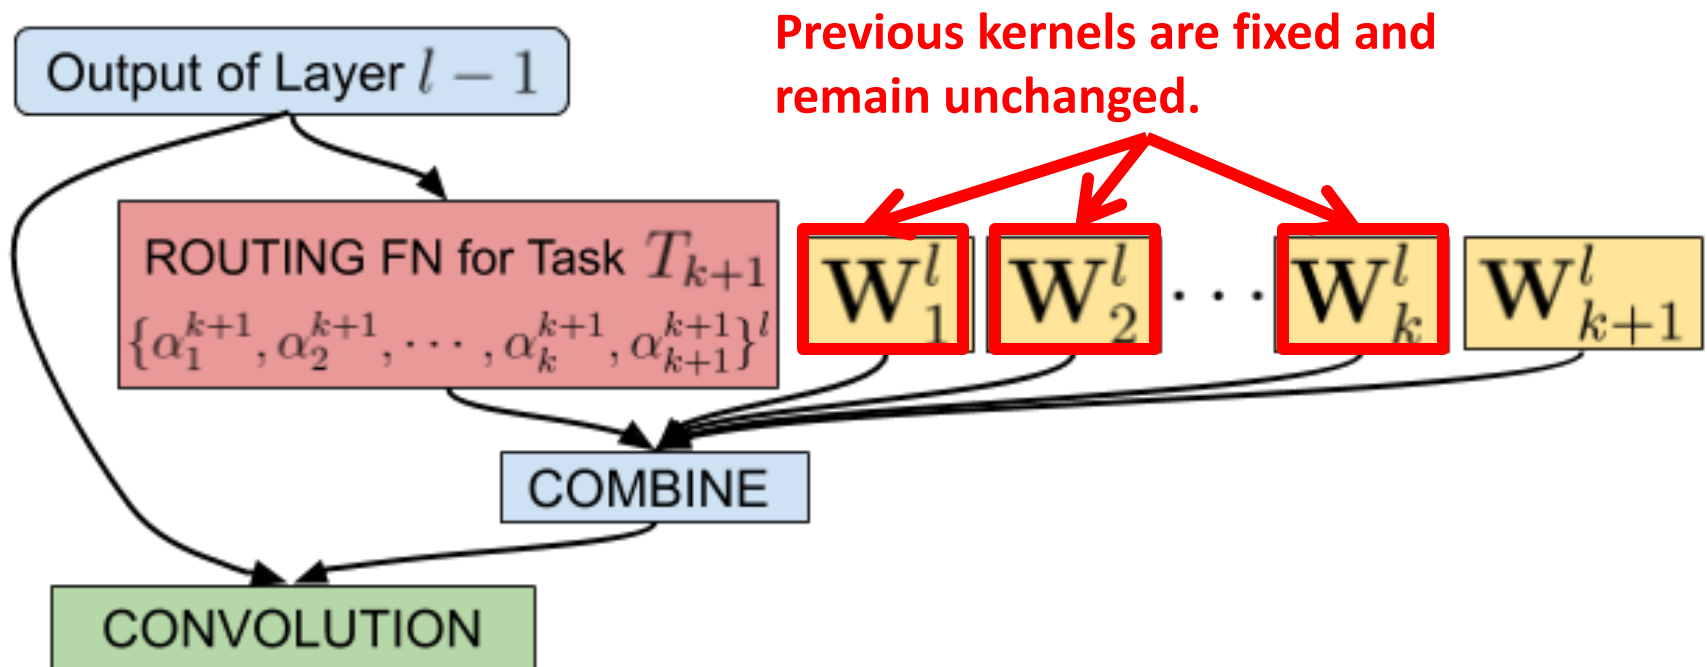 Previous kernels are fixed and
remain unchanged.
Output of Layer l − 1
ROUTING FN for Task T_{k+1}
{α_1^{k+1}, α_2^{k+1}, ⋯ , α_k^{k+1}, α_{k+1}^{k+1}}^l
W_1^l W_2^l ··· W_k^l W_{k+1}^l
COMBINE
CONVOLUTION